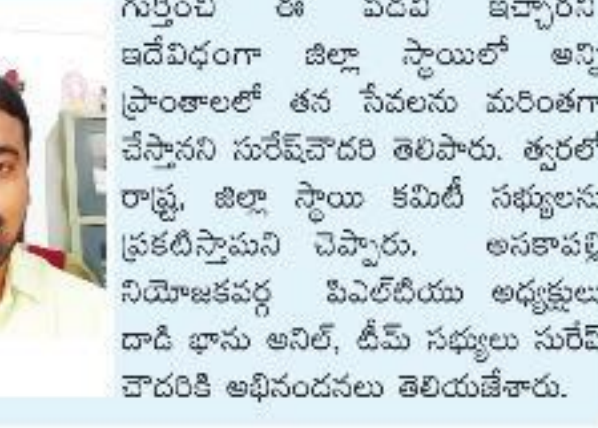 గుర్తించి ఈ పదవి ఇచ్చారని
ఇదేవిధంగా జిల్లా స్థాయిలో అన్ని
ప్రాంతాలలో తన సేవలను మరింతగా
చేస్తానని సురేష్‌చౌదరి తెలిపారు. త్వరలో
రాష్ట్ర, జిల్లా స్థాయి కమిటీ సభ్యులను
ప్రకటిస్తామని చెప్పారు. అనకాపల్లి
నియోజకవర్గ పిఎల్‌టియు అధ్యక్షులు
దాడి భాను అనిల్, టీమ్ సభ్యులు సురేష్
చౌదరికి అభినందనలు తెలియజేశారు.